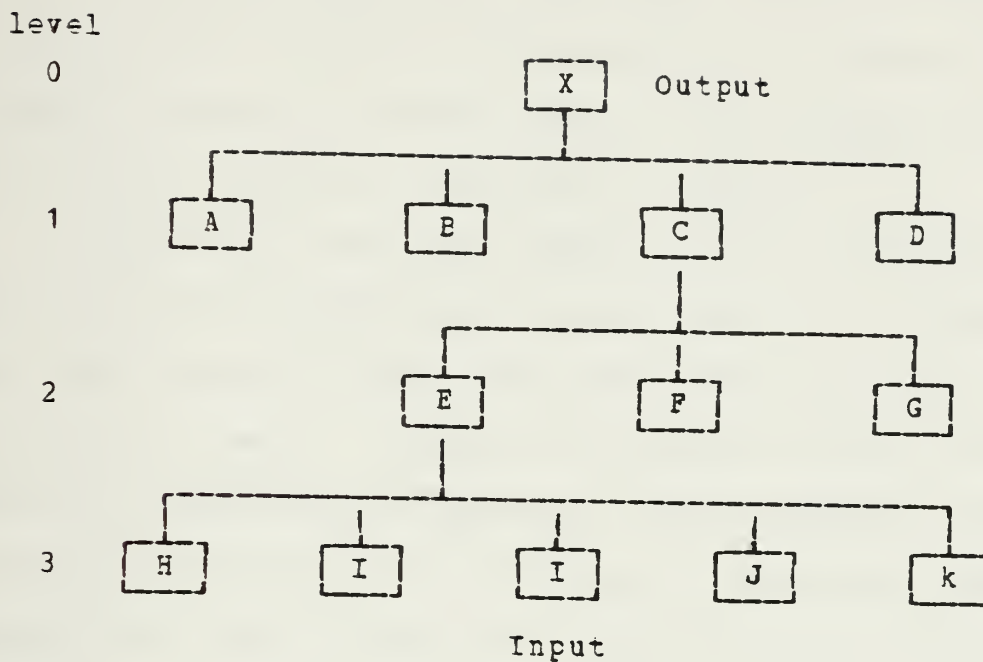 level
0 X Output
1 A B C D
2 E F G
3 H I I J k
Input